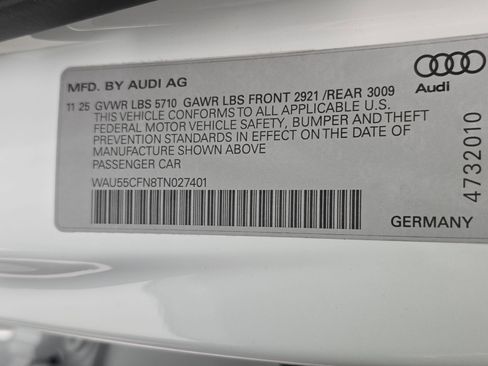 MFD. BY AUDI AG
11 25 GVWR LBS 5710 GAWR LBS FRONT 2921 /REAR 3009
THIS VEHICLE CONFORMS TO ALL APPLICABLE U.S.
FEDERAL MOTOR VEHICLE SAFETY, BUMPER AND THEFT
PREVENTION STANDARDS IN EFFECT ON THE DATE OF
MANUFACTURE SHOWN ABOVE
PASSENGER CAR
WAU55CFN8TN027401
GERMANY
Audi
4732010